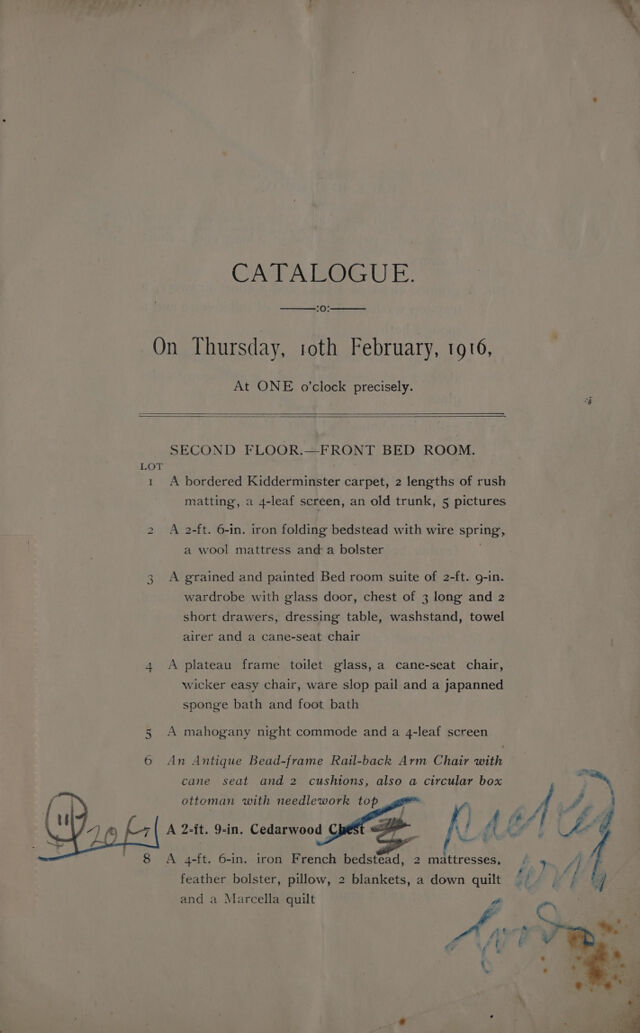 CATALOGUE.
:o:
On Thursday, 10th February, 1916,
At ONE o'clock precisely.
SECOND FLOOR.—FRONT BED ROOM.
LOT
1 A bordered Kidderminster carpet, 2 lengths of rush
matting, a 4-leaf screen, an old trunk, 5 pictures
2 A 2-ft. 6-in. iron folding bedstead with wire spring,
a wool mattress and a bolster
3 A grained and painted Bed room suite of 2-ft. 9-in.
wardrobe with glass door, chest of 3 long and 2
short drawers, dressing table, washstand, towel
airer and a cane-seat chair
4 A plateau frame toilet glass, a cane-seat chair,
wicker easy chair, ware slop pail and a japanned
sponge bath and foot bath
5 A mahogany night commode and a 4-leaf screen
6 An Antique Bead-frame Rail-back Arm Chair with
cane seat and 2 cushions, also a circular box
ottoman with needlework top
7 A 2-ft. 9-in. Cedarwood Chest
8 A 4-ft. 6-in. iron French bedstead, 2 mattresses,
feather bolster, pillow, 2 blankets, a down quilt
and a Marcella quilt
with